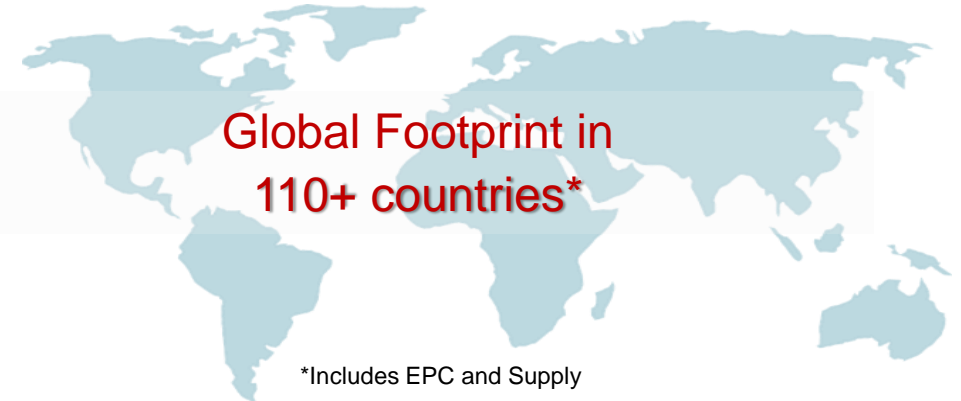 Global Footprint in
110+ countries*
*Includes EPC and Supply